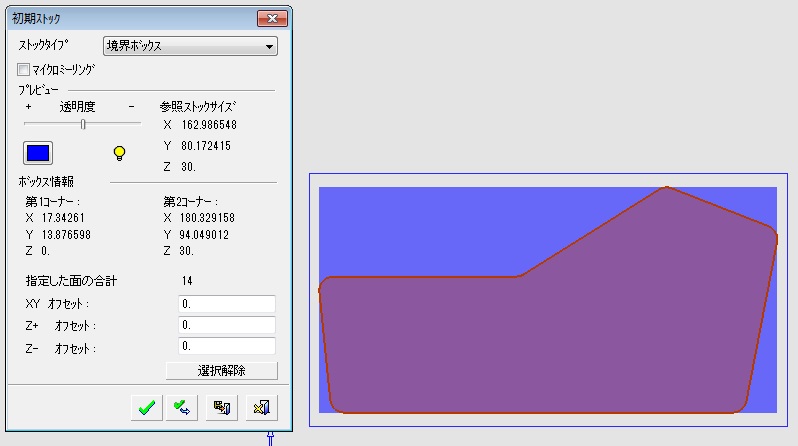 初期ストック
ストックタイプ 境界ボックス
マイクロミーリング
プレビュー
+ 透明度 - 参照ストックサイズ
X 162.986548
Y 80.172415
Z 30.
ボックス情報
第1コーナー: 第2コーナー:
X 17.34261 X 180.329158
Y 13.876598 Y 94.049012
Z 0. Z 30.
指定した面の合計 14
XY オフセット: 0.
Z+ オフセット: 0.
Z- オフセット: 0.
選択解除